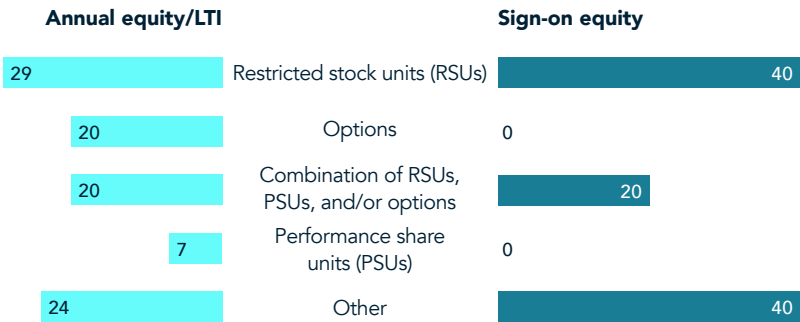 Annual equity/LTI
Sign-on equity
29
Restricted stock units (RSUs)
40
20
Options
0
20
Combination of RSUs,
PSUs, and/or options
20
7
Performance share
units (PSUs)
0
24
Other
40